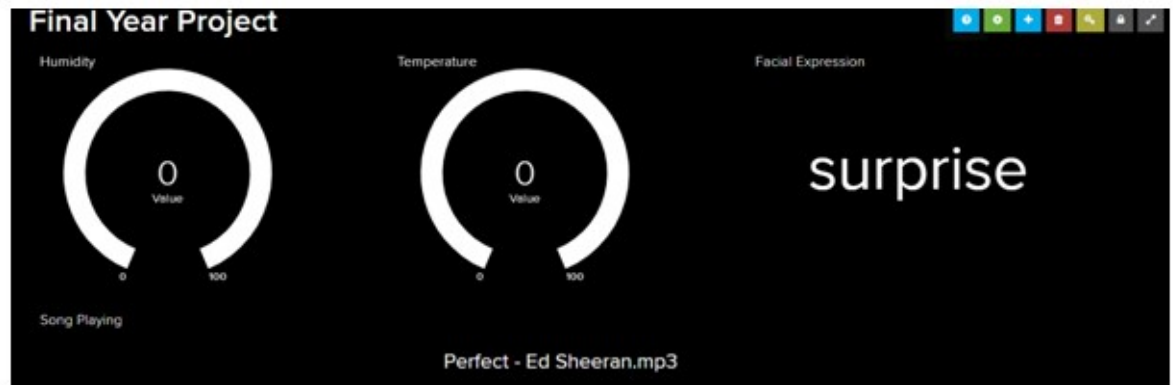 Final Year Project
Humidity
Temperature
Facial Expression
0
Value
0
Value
surprise
0
100
0
100
Song Playing
Perfect - Ed Sheeran.mp3